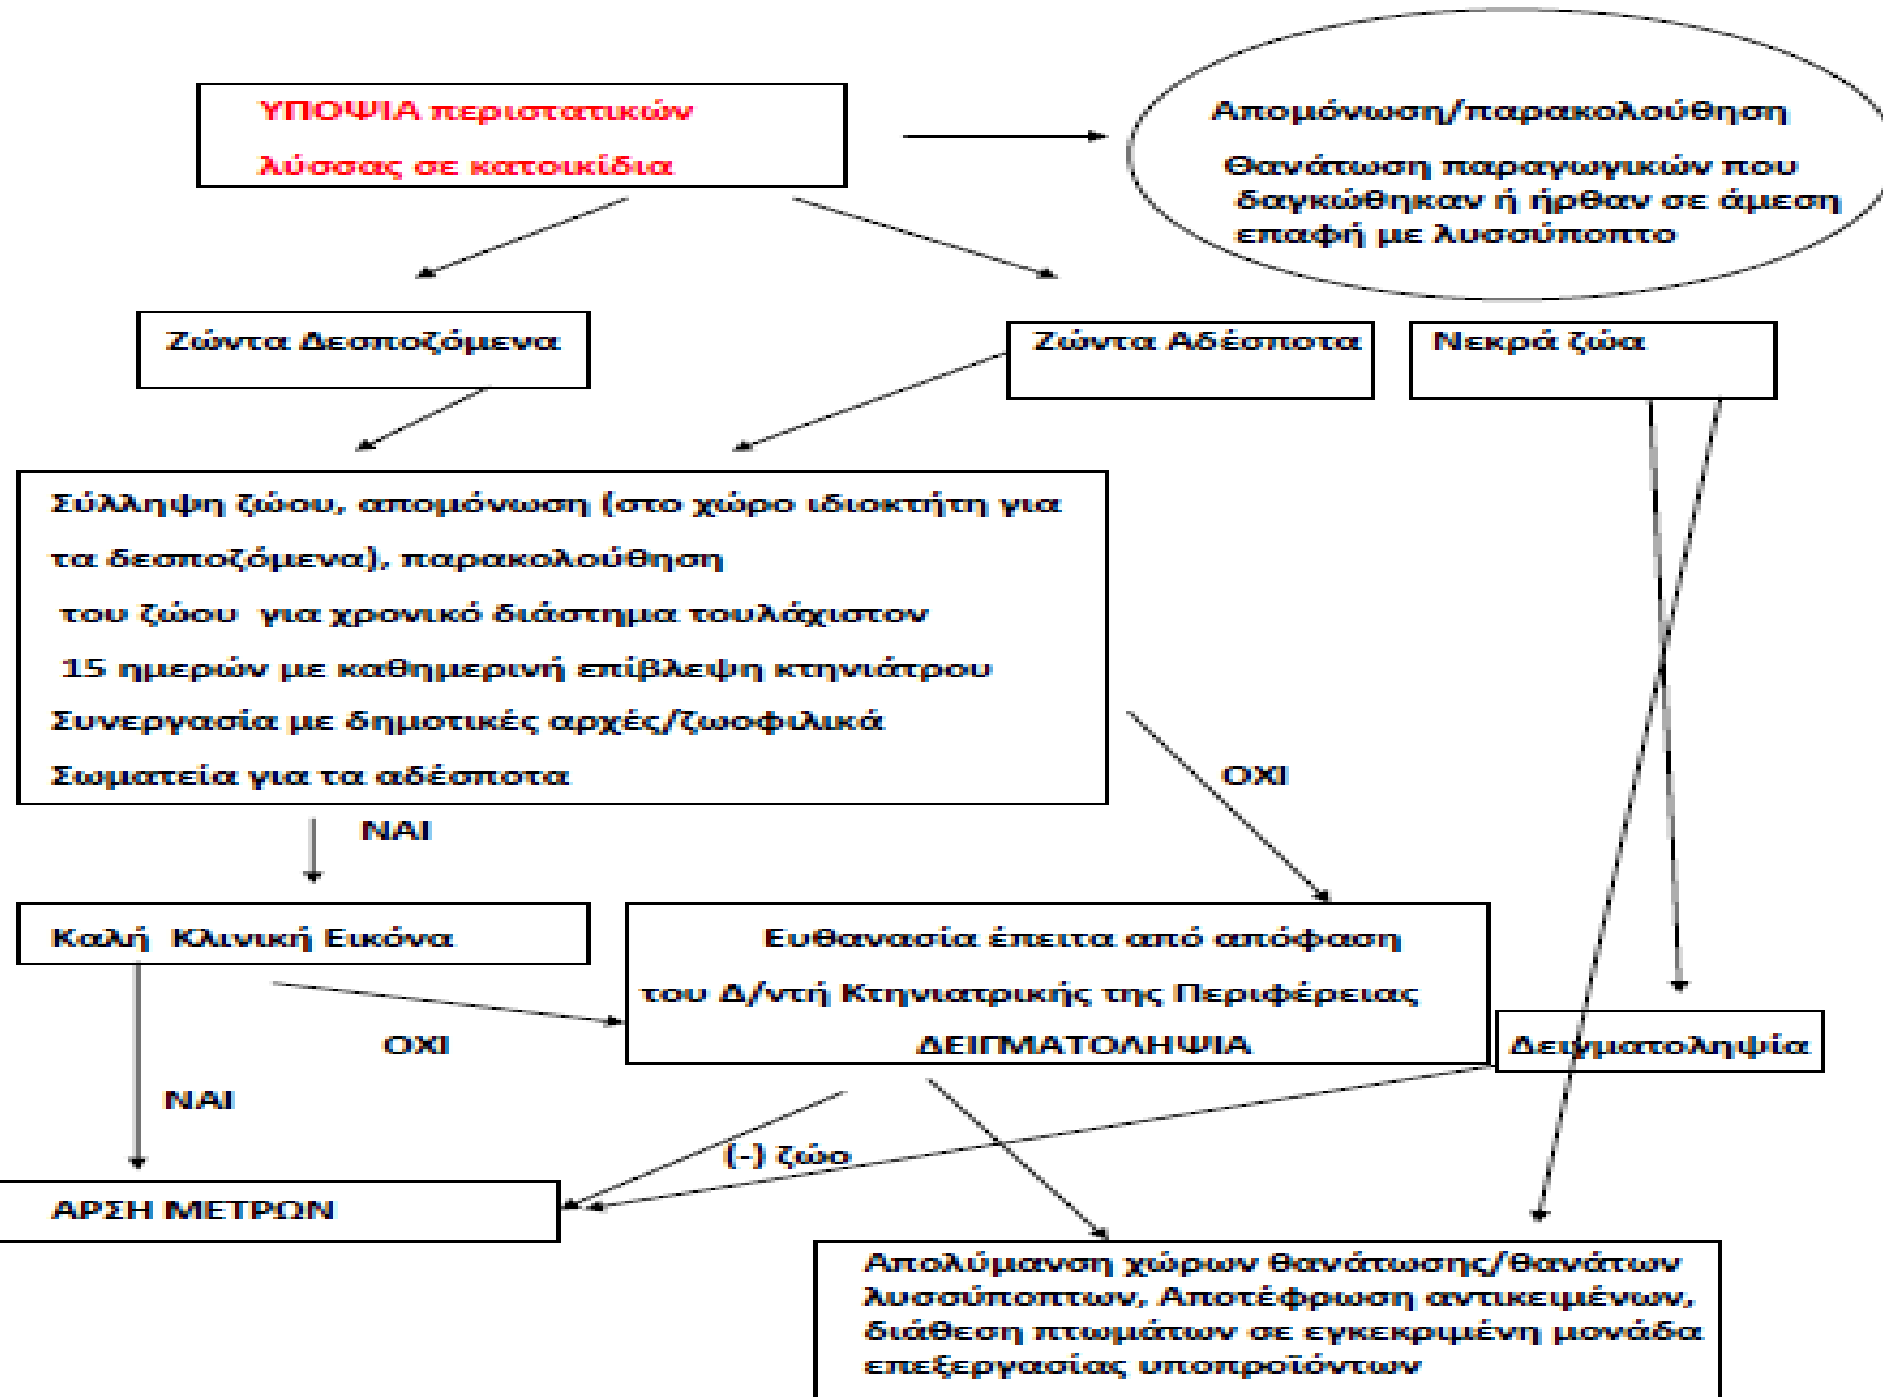 ΥΠΟΨΙΑ περιστατικών
λύσσας σε κατοικίδια
Απομόνωση/παρακολούθηση
Θανάτωση παραγωγικών που
δαγκώθηκαν ή ήρθαν σε άμεση
επαφή με λυσσύποπτο
Ζώντα Δεσποζόμενα
Ζώντα Αδέσποτα
Νεκρά ζώα
Σύλληψη ζώου, απομόνωση (στο χώρο ιδιοκτήτη για
τα δεσποζόμενα), παρακολούθηση
του ζώου για χρονικό διάστημα τουλάχιστον
15 ημερών με καθημερινή επίβλεψη κτηνιάτρου
Συνεργασία με δημοτικές αρχές/ζωοφιλικά
Σωματεία για τα αδέσποτα
ΟΧΙ
ΝΑΙ
Καλή Κλινική Εικόνα
Ευθανασία έπειτα από απόφαση
του Δ/ντή Κτηνιατρικής της Περιφέρειας
ΔΕΙΓΜΑΤΟΛΗΨΙΑ
Δειγματοληψία
ΟΧΙ
ΝΑΙ
(-) ζώο
ΑΡΣΗ ΜΕΤΡΩΝ
Απολύμανση χώρων θανάτωσης/θανάτων
λυσσύποπτων, Αποτέφρωση αντικειμένων,
διάθεση πτωμάτων σε εγκεκριμένη μονάδα
επεξεργασίας υποπροϊόντων